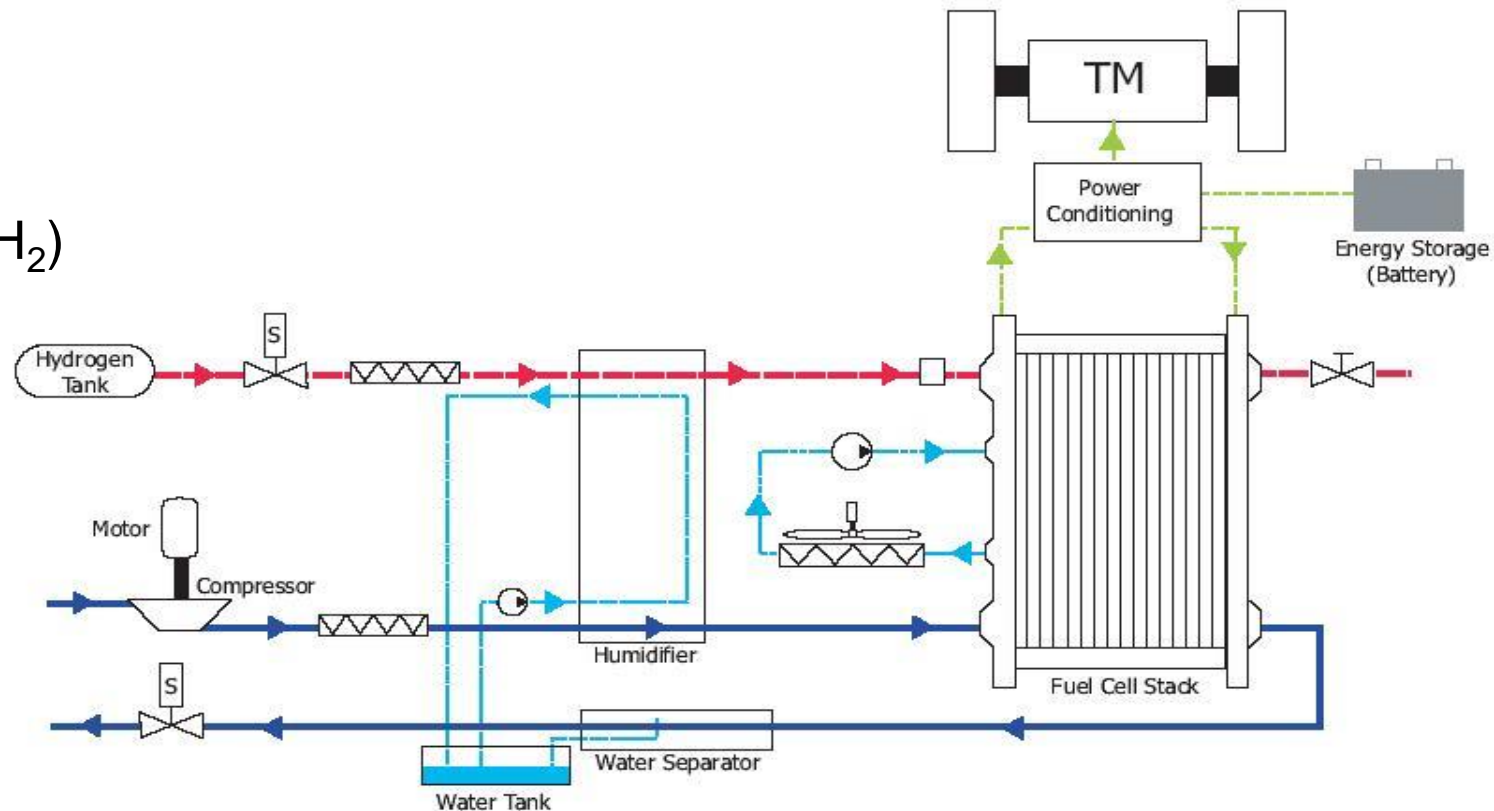 TM
Power
Conditioning
H₂)
Energy Storage
(Battery)
S
Hydrogen
Tank
Motor
Compressor
Humidifier
S
Fuel Cell Stack
Water Separator
Water Tank